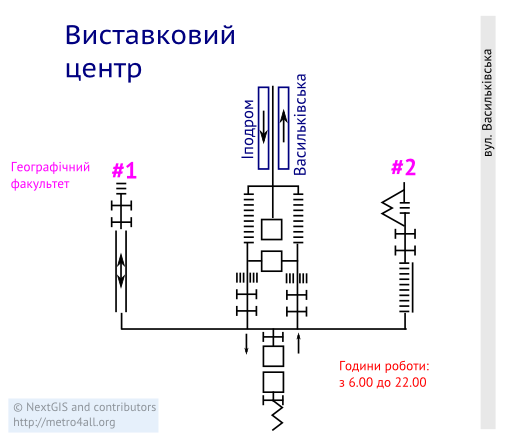 Виставковий
центр
вул. Васильківська
Іподром
Васильківська
Географічний
факультет
#1
#2
Години роботи:
з 6.00 до 22.00
© NextGIS and contributors
http://metro4all.org